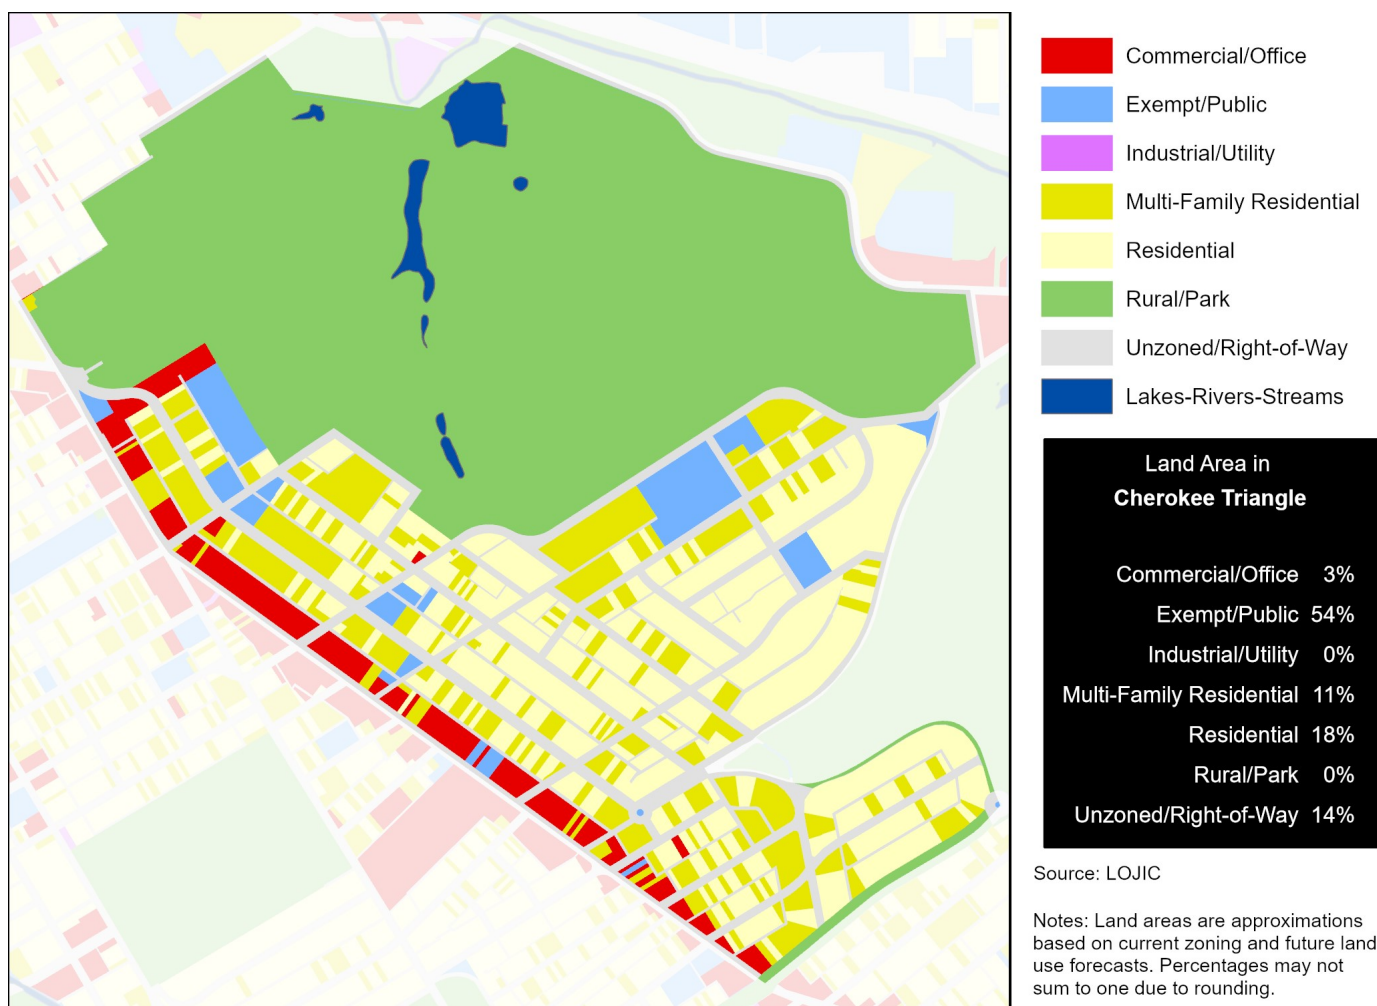 Commercial/Office
Exempt/Public
Industrial/Utility
Multi-Family Residential
Residential
Rural/Park
Unzoned/Right-of-Way
Lakes-Rivers-Streams
Land Area in
Cherokee Triangle
Commercial/Office 3%
Exempt/Public 54%
Industrial/Utility 0%
Multi-Family Residential 11%
Residential 18%
Rural/Park 0%
Unzoned/Right-of-Way 14%
Source: LOJIC
Notes: Land areas are approximations
based on current zoning and future land
use forecasts. Percentages may not
sum to one due to rounding.